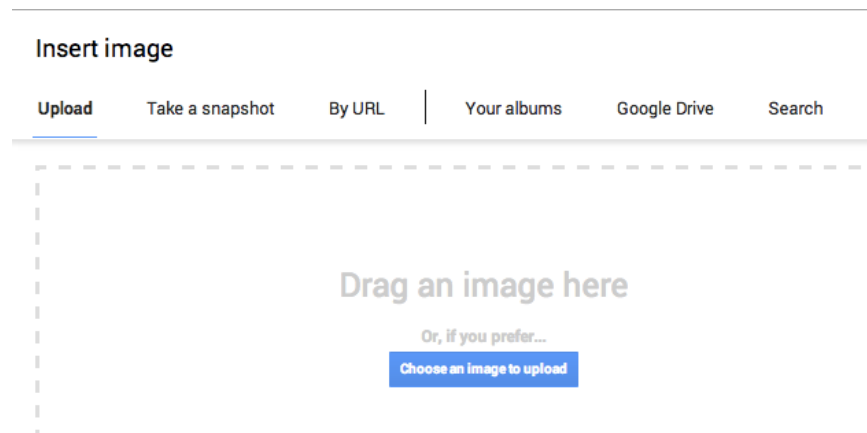 Insert image
Upload Take a snapshot By URL Your albums Google Drive Search
Drag an image here
Or, if you prefer...
Choose an image to upload